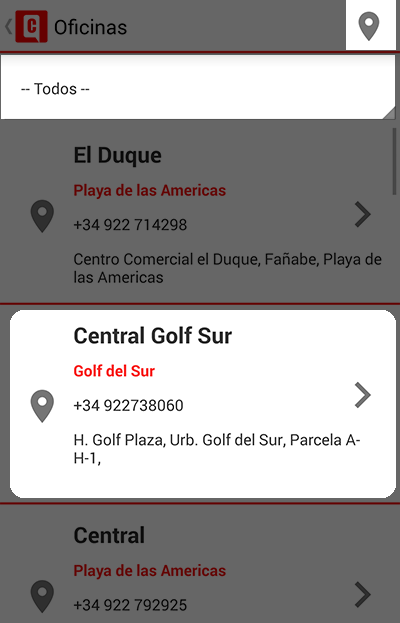 C Oficinas
-- Todos --
El Duque
Playa de las Americas
+34 922 714298
Centro Comercial el Duque, Fañabe, Playa de
las Americas
Central Golf Sur
Golf del Sur
+34 922738060
H. Golf Plaza, Urb. Golf del Sur, Parcela A-
H-1,
Central
Playa de las Americas
+34 922 792925